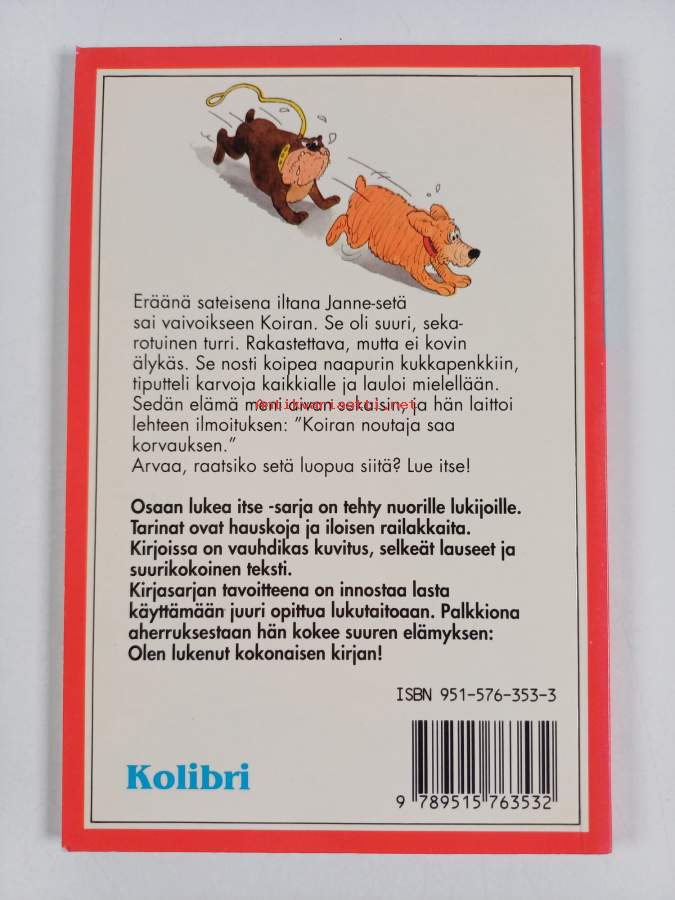 Eräänä sateisena iltana Janne-setä
sai vaivoikseen Koiran. Se oli suuri, seka-
rotuinen turri. Rakastettava, mutta ei kovin
älykäs. Se nosti koipea naapurin kukkapenkkiin,
tiputteli karvoja kaikkialle ja lauloi mielellään.
Sedän elämä meni aivan sekaisin, ja hän laittoi
Antikvariaatti.net
lehteen ilmoituksen: ”Koiran noutaja saa
korvauksen.”
Arvaa, raatsiko setä luopua siitä? Lue itse!
Osaan lukea itse -sarja on tehty nuorille lukijoille.
Tarinat ovat hauskoja ja iloisen railakkaita.
Kirjoissa on vauhdikas kuvitus, selkeät lauseet ja
suurikokoinen teksti.
Kirjasarjan tavoitteena on innostaa lasta
käyttämään juuri opittua lukutaitoaan. Palkkiona
aherruksestaan hän kokee suuren elämyksen:
Olen lukenut kokonaisen kirjan!
ISBN 951-576-353-3
Kolibri
9 789515 763532